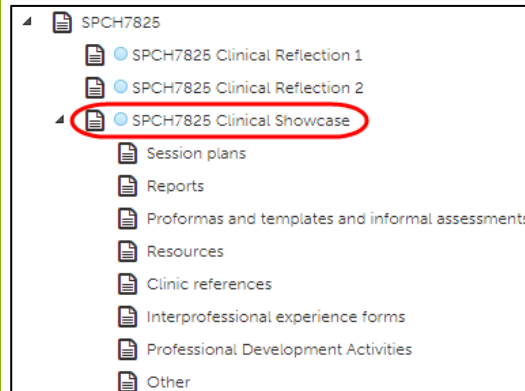 SPCH7825
SPCH7825 Clinical Reflection 1
SPCH7825 Clinical Reflection 2
SPCH7825 Clinical Showcase
Session plans
Reports
Proformas and templates and informal assessments
Resources
Clinic references
Interprofessional experience forms
Professional Development Activities
Other